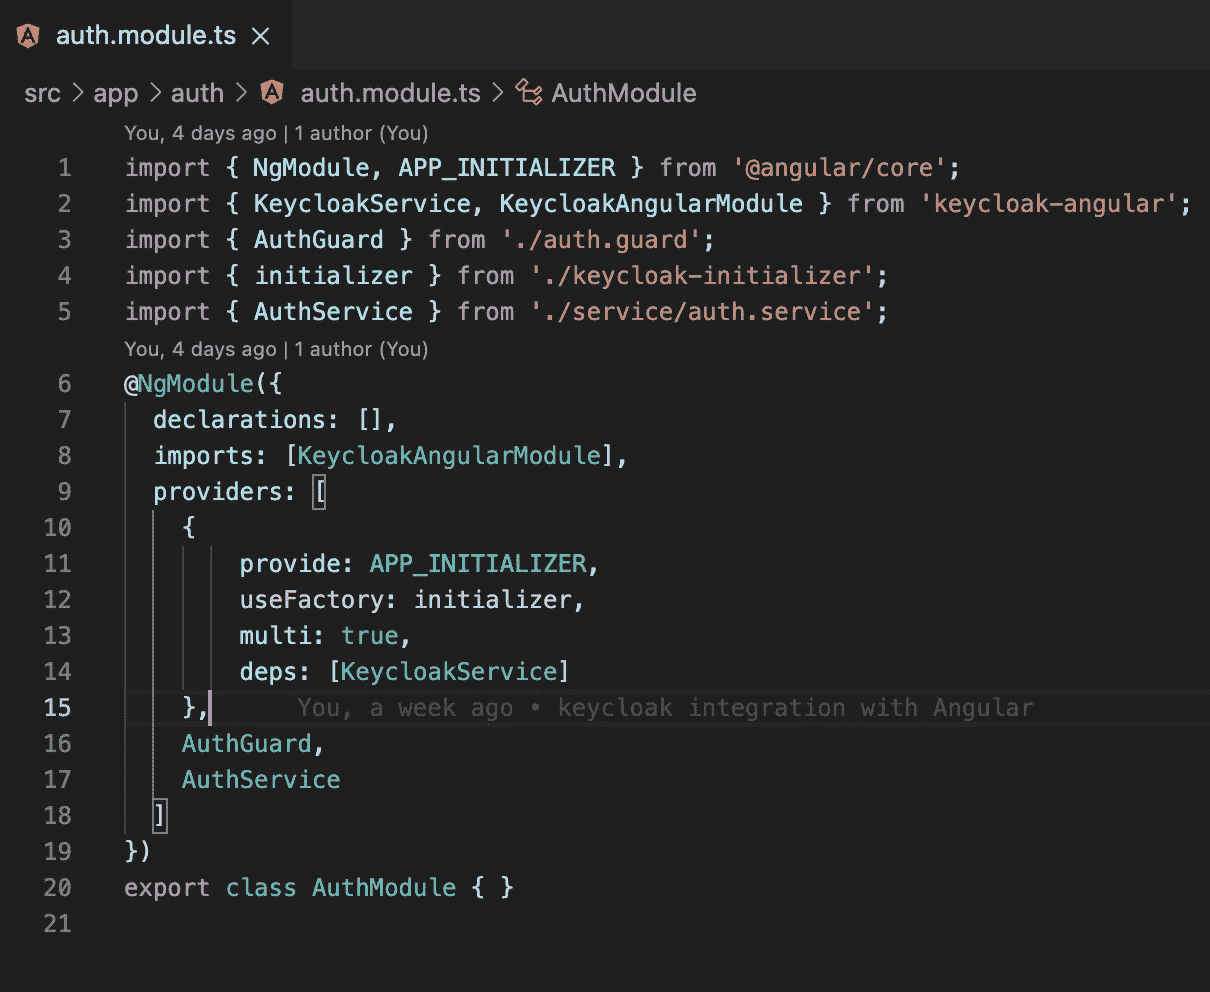 auth.module.ts
src > app > auth > auth.module.ts > AuthModule
You, 4 days ago | 1 author (You)
1 import { NgModule, APP_INITIALIZER } from '@angular/core';
2 import { KeycloakService, KeycloakAngularModule } from 'keycloak-angular';
3 import { AuthGuard } from './auth.guard';
4 import { initializer } from './keycloak-initializer';
5 import { AuthService } from './service/auth.service';
You, 4 days ago | 1 author (You)
6 @NgModule({
7   declarations: [],
8   imports: [KeycloakAngularModule],
9   providers: [
10     {
11         provide: APP_INITIALIZER,
12         useFactory: initializer,
13         multi: true,
14         deps: [KeycloakService]
15     },      You, a week ago • keycloak integration with Angular
16     AuthGuard,
17     AuthService
18   ]
19 })
20 export class AuthModule { }
21